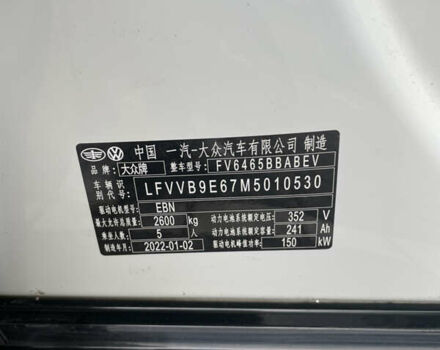 中国 一汽-大众汽车有限公司 制造
品牌 大众牌 整车型号 FV6465BBABEV
车辆识别代号 LFVVB9E67M5010530
驱动电机型号 EBN
最大允许总质量 2600 kg 动力电池系统额定电压 352 V
乘坐人数 5 人 动力电池系统额定容量 241 Ah
制造年月 2022-01-02 驱动电机峰值功率 150 kW